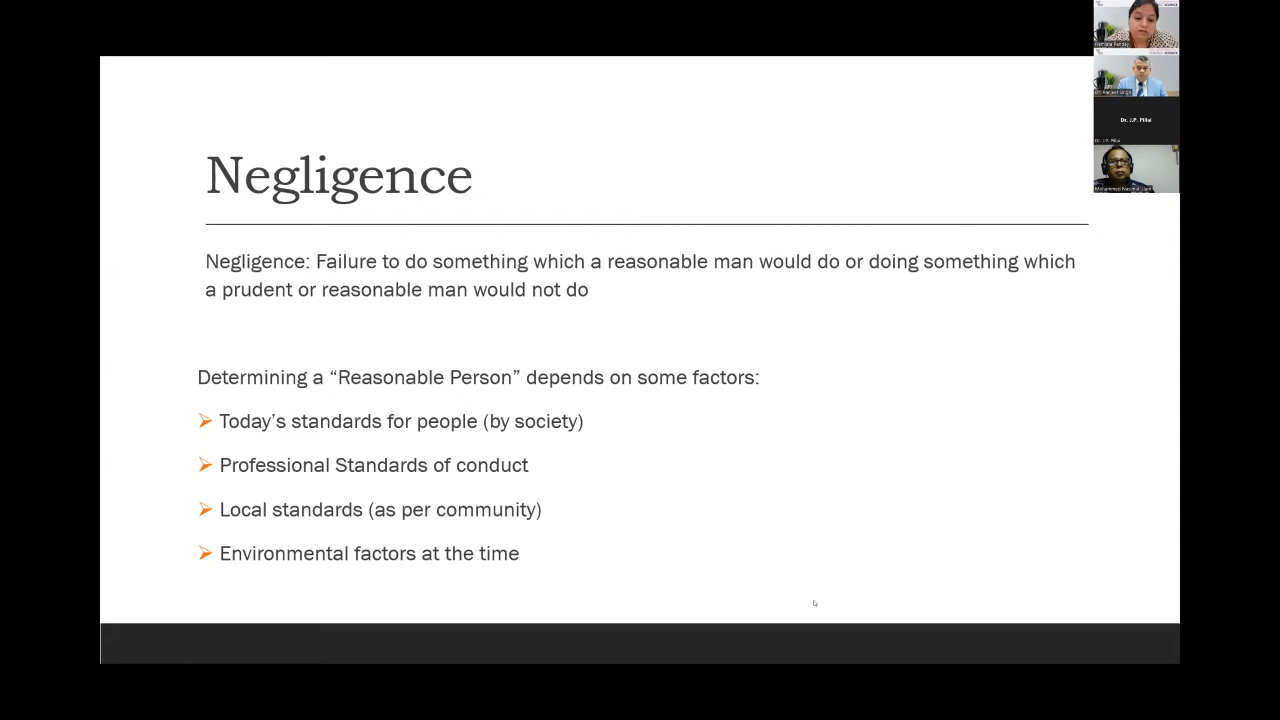 Negligence
Negligence: Failure to do something which a reasonable man would do or doing something which
a prudent or reasonable man would not do
Determining a “Reasonable Person” depends on some factors:
Today’s standards for people (by society)
Professional Standards of conduct
Local standards (as per community)
Environmental factors at the time
Dr. J.P. Pillai